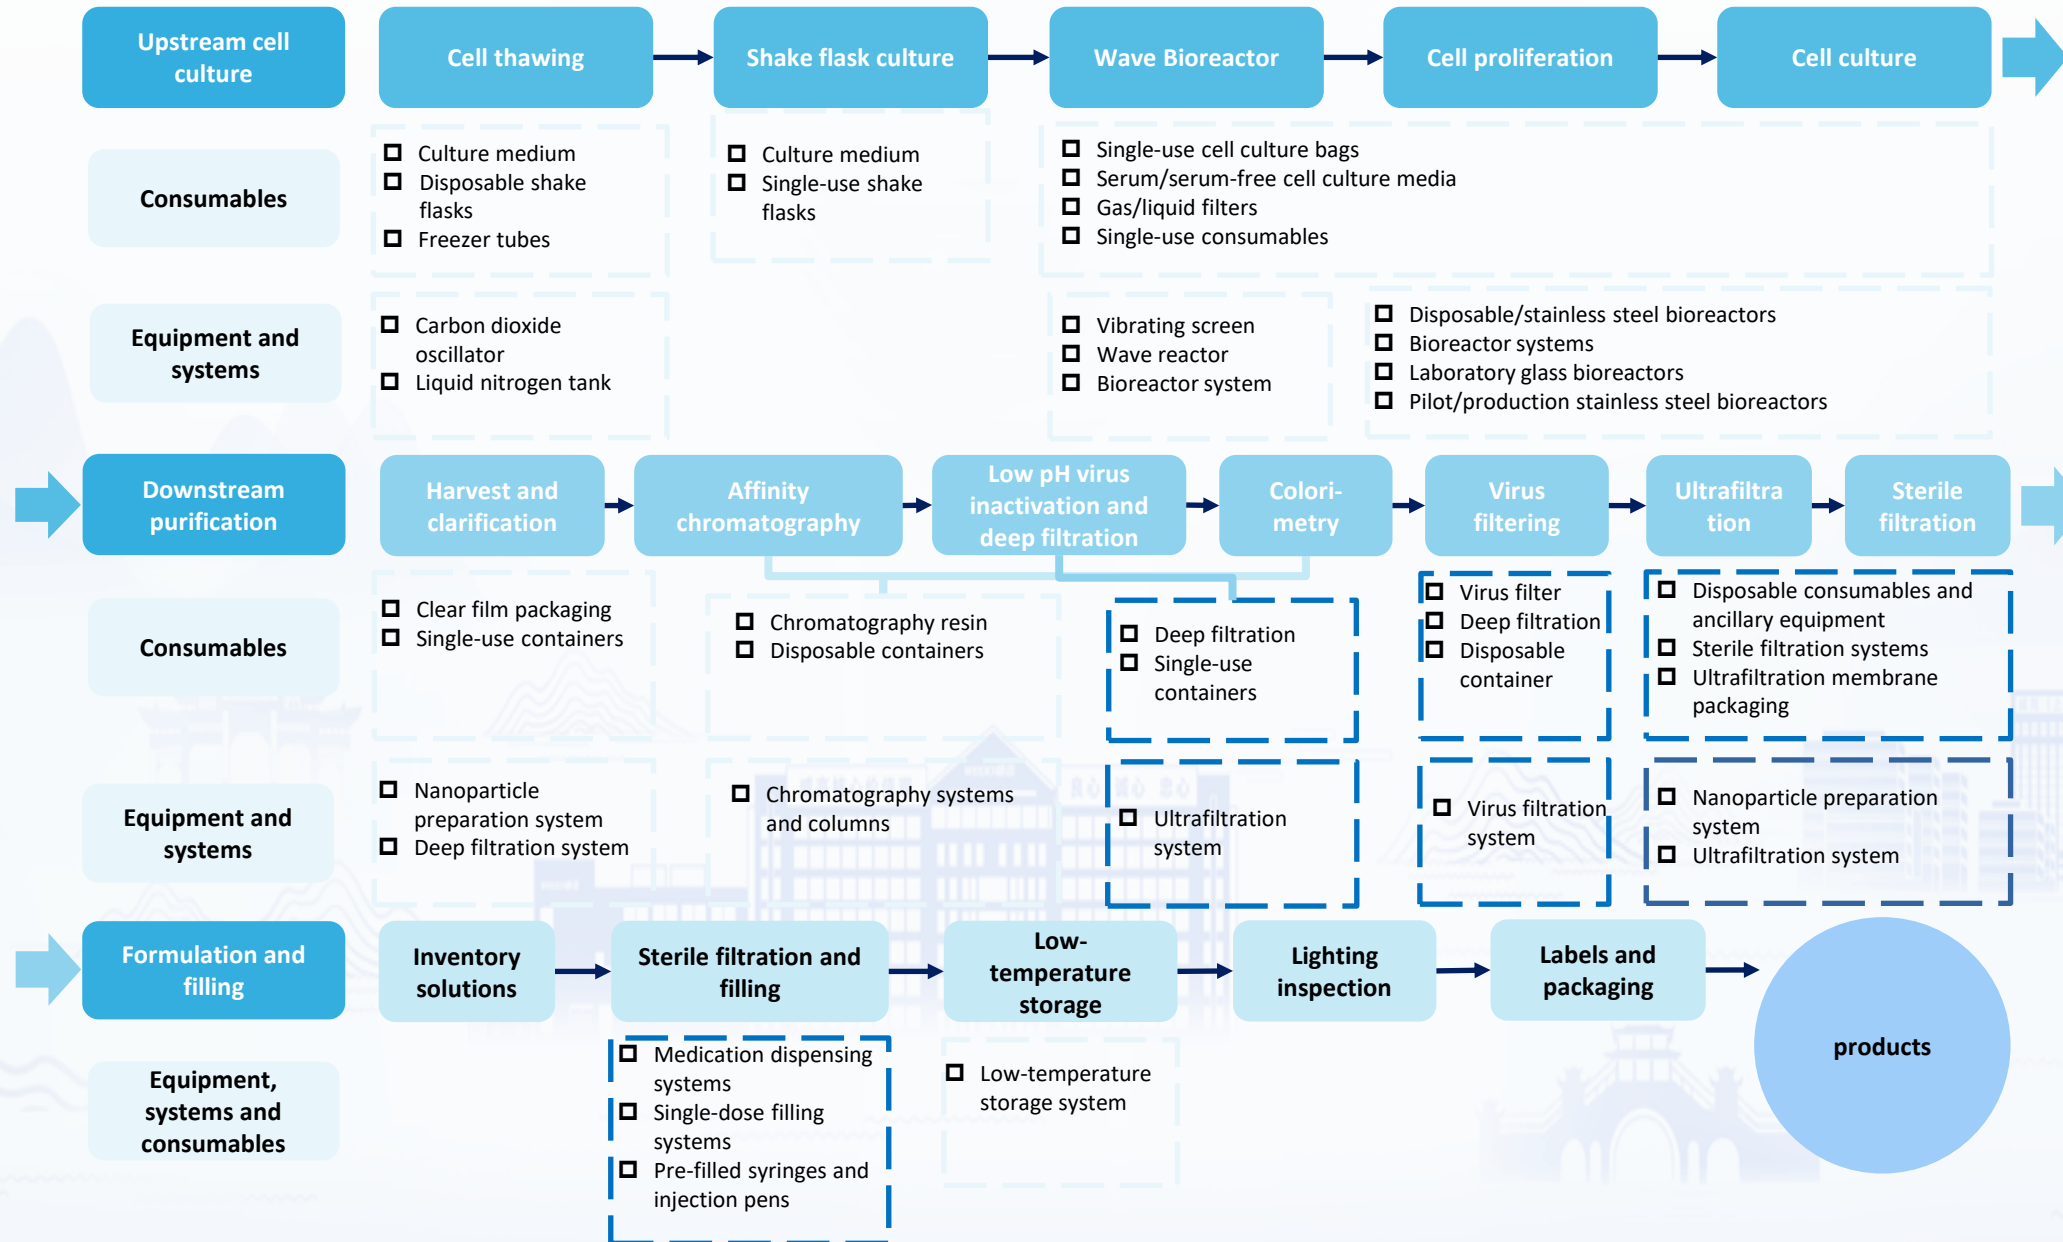 Upstream cell
culture
Cell thawing
Shake flask culture
Wave Bioreactor
Cell proliferation
Cell culture
Consumables
Culture medium
Disposable shake
flasks
Freezer tubes
Culture medium
Single-use shake
flasks
Single-use cell culture bags
Serum/serum-free cell culture media
Gas/liquid filters
Single-use consumables
Equipment and
systems
Carbon dioxide
oscillator
Liquid nitrogen tank
Vibrating screen
Wave reactor
Bioreactor system
Disposable/stainless steel bioreactors
Bioreactor systems
Laboratory glass bioreactors
Pilot/production stainless steel bioreactors
Downstream
purification
Harvest and
clarification
Affinity
chromatography
Low pH virus
inactivation and
deep filtration
Colori-
metry
Virus
filtering
Ultrafiltra
tion
Sterile
filtration
Consumables
Clear film packaging
Single-use containers
Chromatography resin
Disposable containers
Deep filtration
Single-use
containers
Virus filter
Deep filtration
Disposable
container
Disposable consumables and
ancillary equipment
Sterile filtration systems
Ultrafiltration membrane
packaging
Equipment and
systems
Nanoparticle
preparation system
Deep filtration system
Chromatography systems
and columns
Ultrafiltration
system
Virus filtration
system
Nanoparticle preparation
system
Ultrafiltration system
Formulation and
filling
Inventory
solutions
Sterile filtration and
filling
Low-
temperature
storage
Lighting
inspection
Labels and
packaging
products
Equipment,
systems and
consumables
Medication dispensing
systems
Single-dose filling
systems
Pre-filled syringes and
injection pens
Low-temperature
storage system